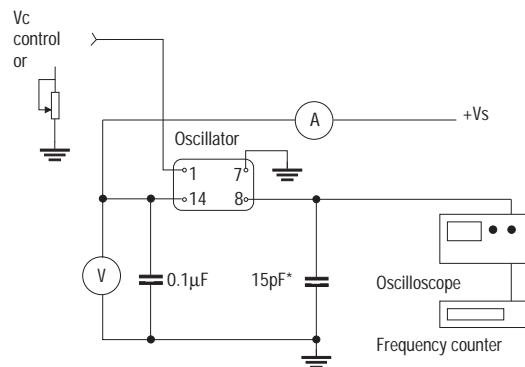 Vc
control
or
A
+Vs
Oscillator
1 7
14 8
V
0.1µF
15pF*
Oscilloscope
Frequency counter